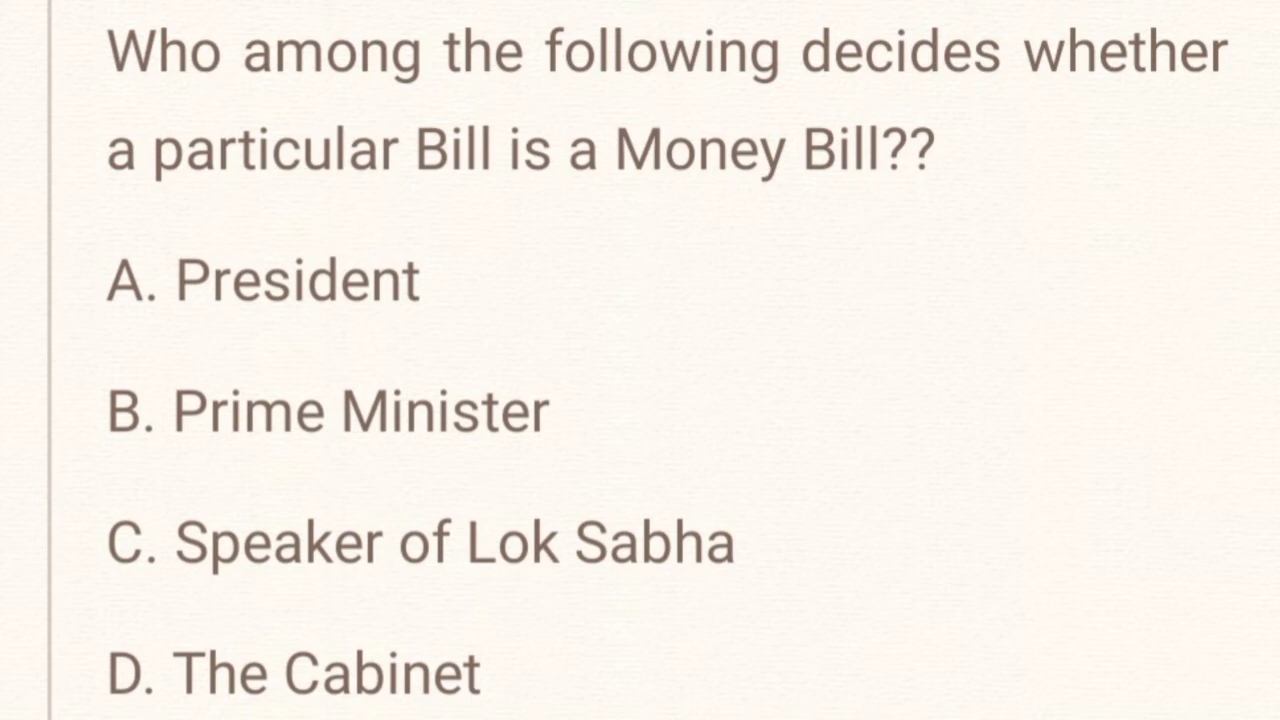 Who among the following decides whether
a particular Bill is a Money Bill??
A. President
B. Prime Minister
C. Speaker of Lok Sabha
D. The Cabinet